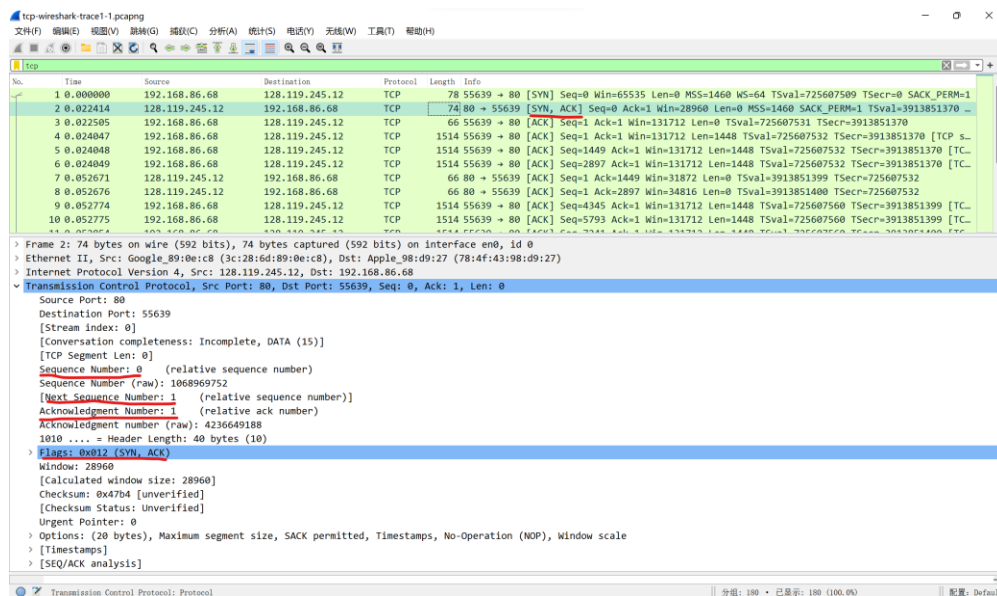 tcp-wireshark-trace1-1.pcapng
文件(F) 编辑(E) 视图(V) 跳转(G) 捕获(C) 分析(A) 统计(S) 电话(Y) 无线(W) 工具(T) 帮助(H)
tcp
No. Time Source Destination Protocol Length Info
1 0.000000 192.168.86.68 128.119.245.12 TCP 78 55639 → 80 [SYN] Seq=0 Win=65535 Len=0 MSS=1460 WS=64 TSval=725607509 TSecr=0 SACK_PERM=1
2 0.022414 128.119.245.12 192.168.86.68 TCP 74 80 → 55639 [SYN, ACK] Seq=0 Ack=1 Win=28960 Len=0 MSS=1460 SACK_PERM=1 TSval=3913851370 …
3 0.022505 192.168.86.68 128.119.245.12 TCP 66 55639 → 80 [ACK] Seq=1 Ack=1 Win=131712 Len=0 TSval=725607531 TSecr=3913851370
4 0.024047 192.168.86.68 128.119.245.12 TCP 1514 55639 → 80 [ACK] Seq=1 Ack=1 Win=131712 Len=1448 TSval=725607532 TSecr=3913851370 [TCP s…
5 0.024048 192.168.86.68 128.119.245.12 TCP 1514 55639 → 80 [ACK] Seq=1449 Ack=1 Win=131712 Len=1448 TSval=725607532 TSecr=3913851370 [TC…
6 0.024049 192.168.86.68 128.119.245.12 TCP 1514 55639 → 80 [ACK] Seq=2897 Ack=1 Win=131712 Len=1448 TSval=725607532 TSecr=3913851370 [TC…
7 0.052671 128.119.245.12 192.168.86.68 TCP 66 80 → 55639 [ACK] Seq=1 Ack=1449 Win=31872 Len=0 TSval=3913851399 TSecr=725607532
8 0.052676 128.119.245.12 192.168.86.68 TCP 66 80 → 55639 [ACK] Seq=1 Ack=2897 Win=34816 Len=0 TSval=3913851400 TSecr=725607532
9 0.052774 192.168.86.68 128.119.245.12 TCP 1514 55639 → 80 [ACK] Seq=4345 Ack=1 Win=131712 Len=1448 TSval=725607560 TSecr=3913851399 [TC…
10 0.052775 192.168.86.68 128.119.245.12 TCP 1514 55639 → 80 [ACK] Seq=5793 Ack=1 Win=131712 Len=1448 TSval=725607560 TSecr=3913851399 [TC…
Frame 2: 74 bytes on wire (592 bits), 74 bytes captured (592 bits) on interface en0, id 0
Ethernet II, Src: Google_89:0e:c8 (3c:28:6d:89:0e:c8), Dst: Apple_98:d9:27 (78:4f:43:98:d9:27)
Internet Protocol Version 4, Src: 128.119.245.12, Dst: 192.168.86.68
Transmission Control Protocol, Src Port: 80, Dst Port: 55639, Seq: 0, Ack: 1, Len: 0
Source Port: 80
Destination Port: 55639
[Stream index: 0]
[Conversation completeness: Incomplete, DATA (15)]
[TCP Segment Len: 0]
Sequence Number: 0 (relative sequence number)
Sequence Number (raw): 1068969752
[Next Sequence Number: 1 (relative sequence number)]
Acknowledgment Number: 1 (relative ack number)
Acknowledgment number (raw): 4236649188
1010 .... = Header Length: 40 bytes (10)
Flags: 0x012 (SYN, ACK)
Window: 28960
[Calculated window size: 28960]
Checksum: 0x47b4 [unverified]
[Checksum Status: Unverified]
Urgent Pointer: 0
Options: (20 bytes), Maximum segment size, SACK permitted, Timestamps, No-Operation (NOP), Window scale
[Timestamps]
[SEQ/ACK analysis]
Transmission Control Protocol: Protocol 分组: 180 · 已显示: 180 (100.0%) 配置: Defaul